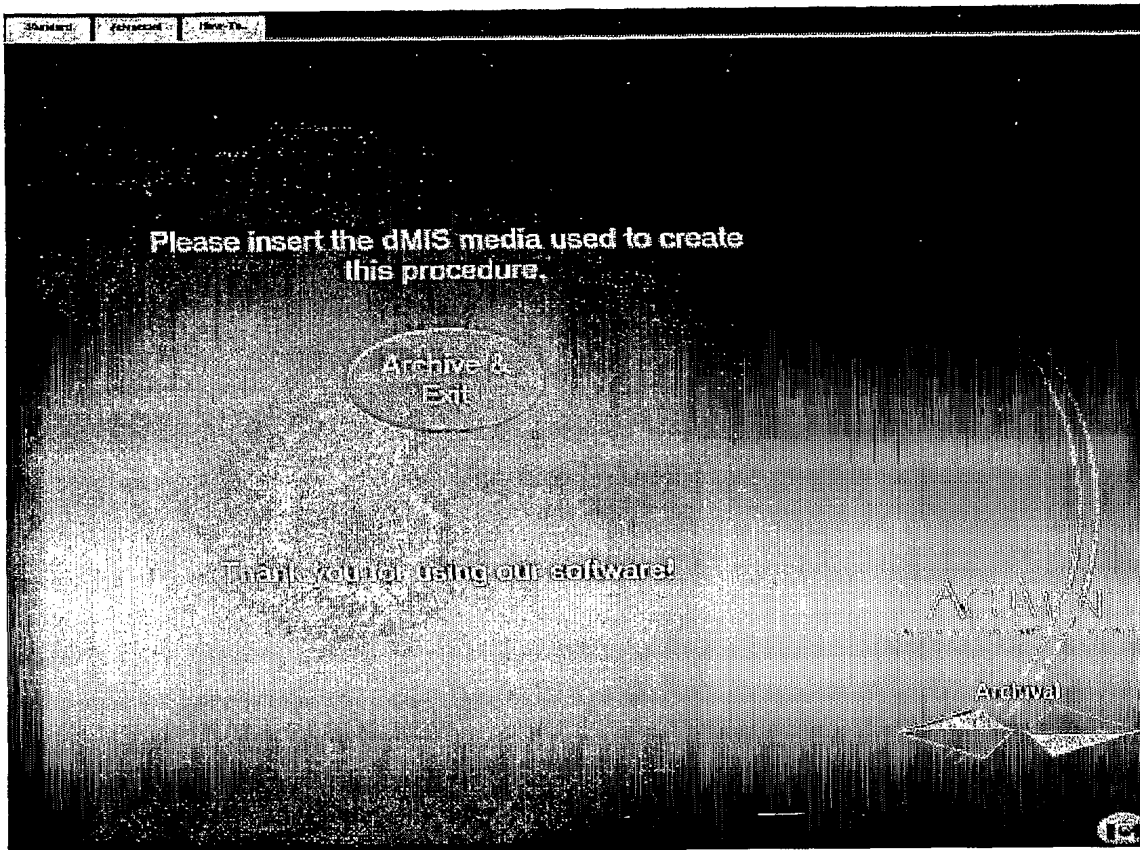 Standard
Advanced
How-To...
Please insert the dMIS media used to create
this procedure.
Archive &
Exit
Thank you for using our software!
Archival